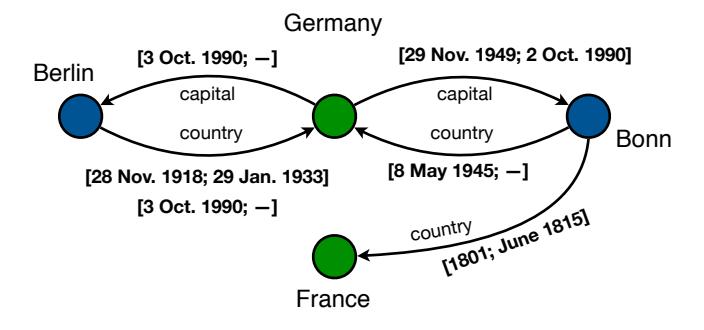 Germany
[3 Oct. 1990; —]
[29 Nov. 1949; 2 Oct. 1990]
Berlin
capital
capital
country
country
Bonn
[28 Nov. 1918; 29 Jan. 1933]
[8 May 1945; —]
[3 Oct. 1990; —]
country
[1801; June 1815]
France